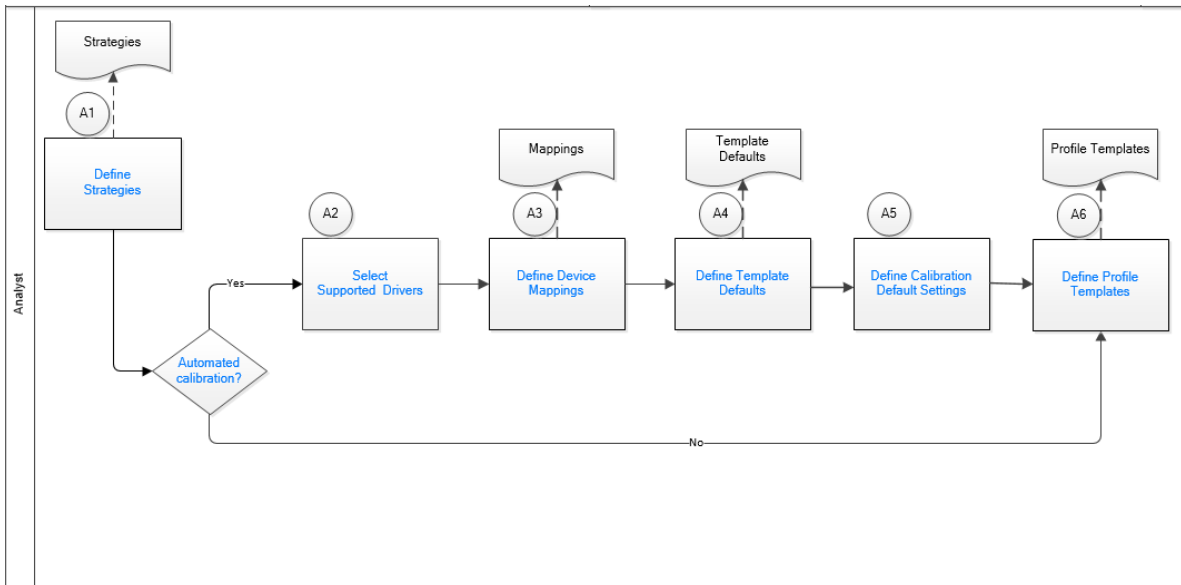 Strategies
A1
Define
Strategies
Mappings
Template
Defaults
Profile Templates
A2
A3
A4
A5
A6
Select
Supported Drivers
Define Device
Mappings
Define Template
Defaults
Define Calibration
Default Settings
Define Profile
Templates
Yes
Automated
calibration?
No
Analyst